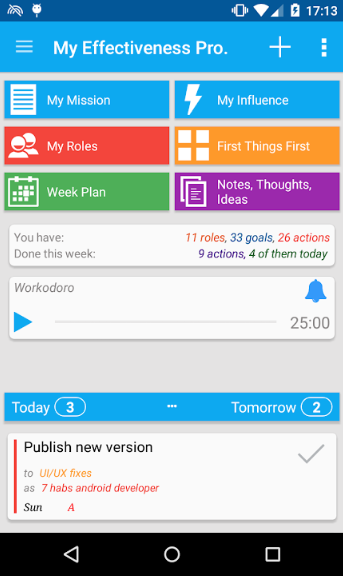 17:13
My Effectiveness Pro.
My Mission
My Influence
My Roles
First Things First
Week Plan
Notes, Thoughts,
Ideas
You have: 11 roles, 33 goals, 26 actions
Done this week: 9 actions, 4 of them today
Workodoro
25:00
Today 3 Tomorrow 2
Publish new version
to UI/UX fixes
as 7 habs android developer
Sun A